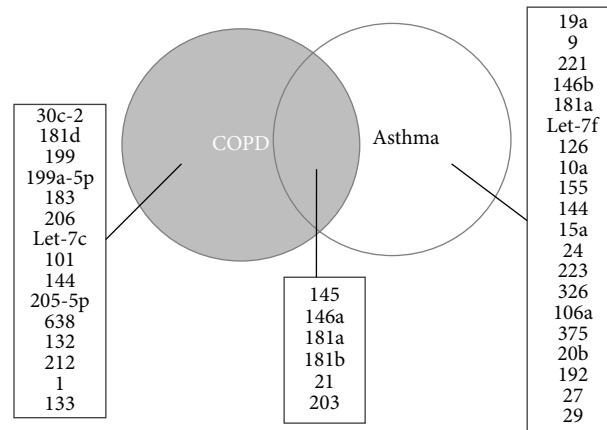 COPD
Asthma
30c-2
181d
199
199a-5p
183
206
Let-7c
101
144
205-5p
638
132
212
1
133
145
146a
181a
181b
21
203
19a
9
221
146b
181a
Let-7f
126
10a
155
144
15a
24
223
326
106a
375
20b
192
27
29